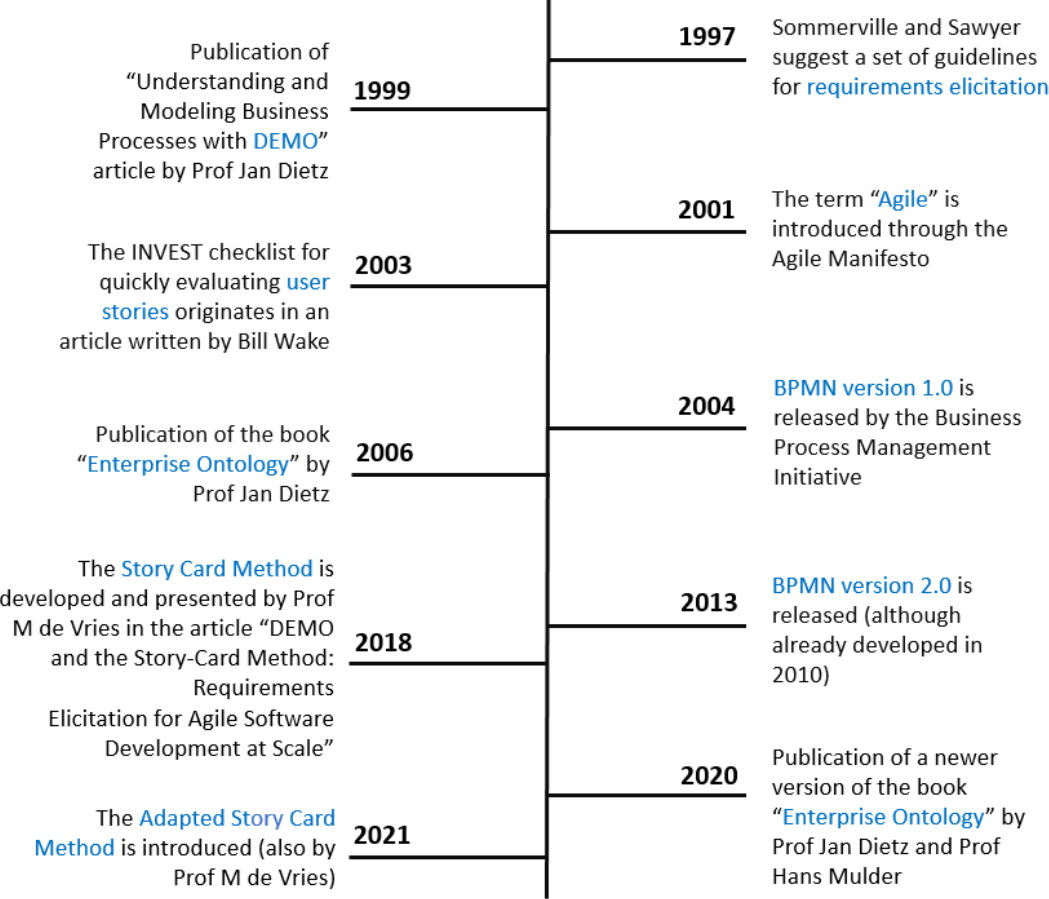 1997
Sommerville and Sawyer
suggest a set of guidelines
for requirements elicitation
1999
Publication of
“Understanding and
Modeling Business
Processes with DEMO”
article by Prof Jan Dietz
2001
The term “Agile” is
introduced through the
Agile Manifesto
2003
The INVEST checklist for
quickly evaluating user
stories originates in an
article written by Bill Wake
2004
BPMN version 1.0 is
released by the Business
Process Management
Initiative
2006
Publication of the book
“Enterprise Ontology” by
Prof Jan Dietz
2013
BPMN version 2.0 is
released (although
already developed in
2010)
2018
The Story Card Method is
developed and presented by Prof
M de Vries in the article “DEMO
and the Story-Card Method:
Requirements
Elicitation for Agile Software
Development at Scale”
2020
Publication of a newer
version of the book
“Enterprise Ontology” by
Prof Jan Dietz and Prof
Hans Mulder
2021
The Adapted Story Card
Method is introduced (also by
Prof M de Vries)